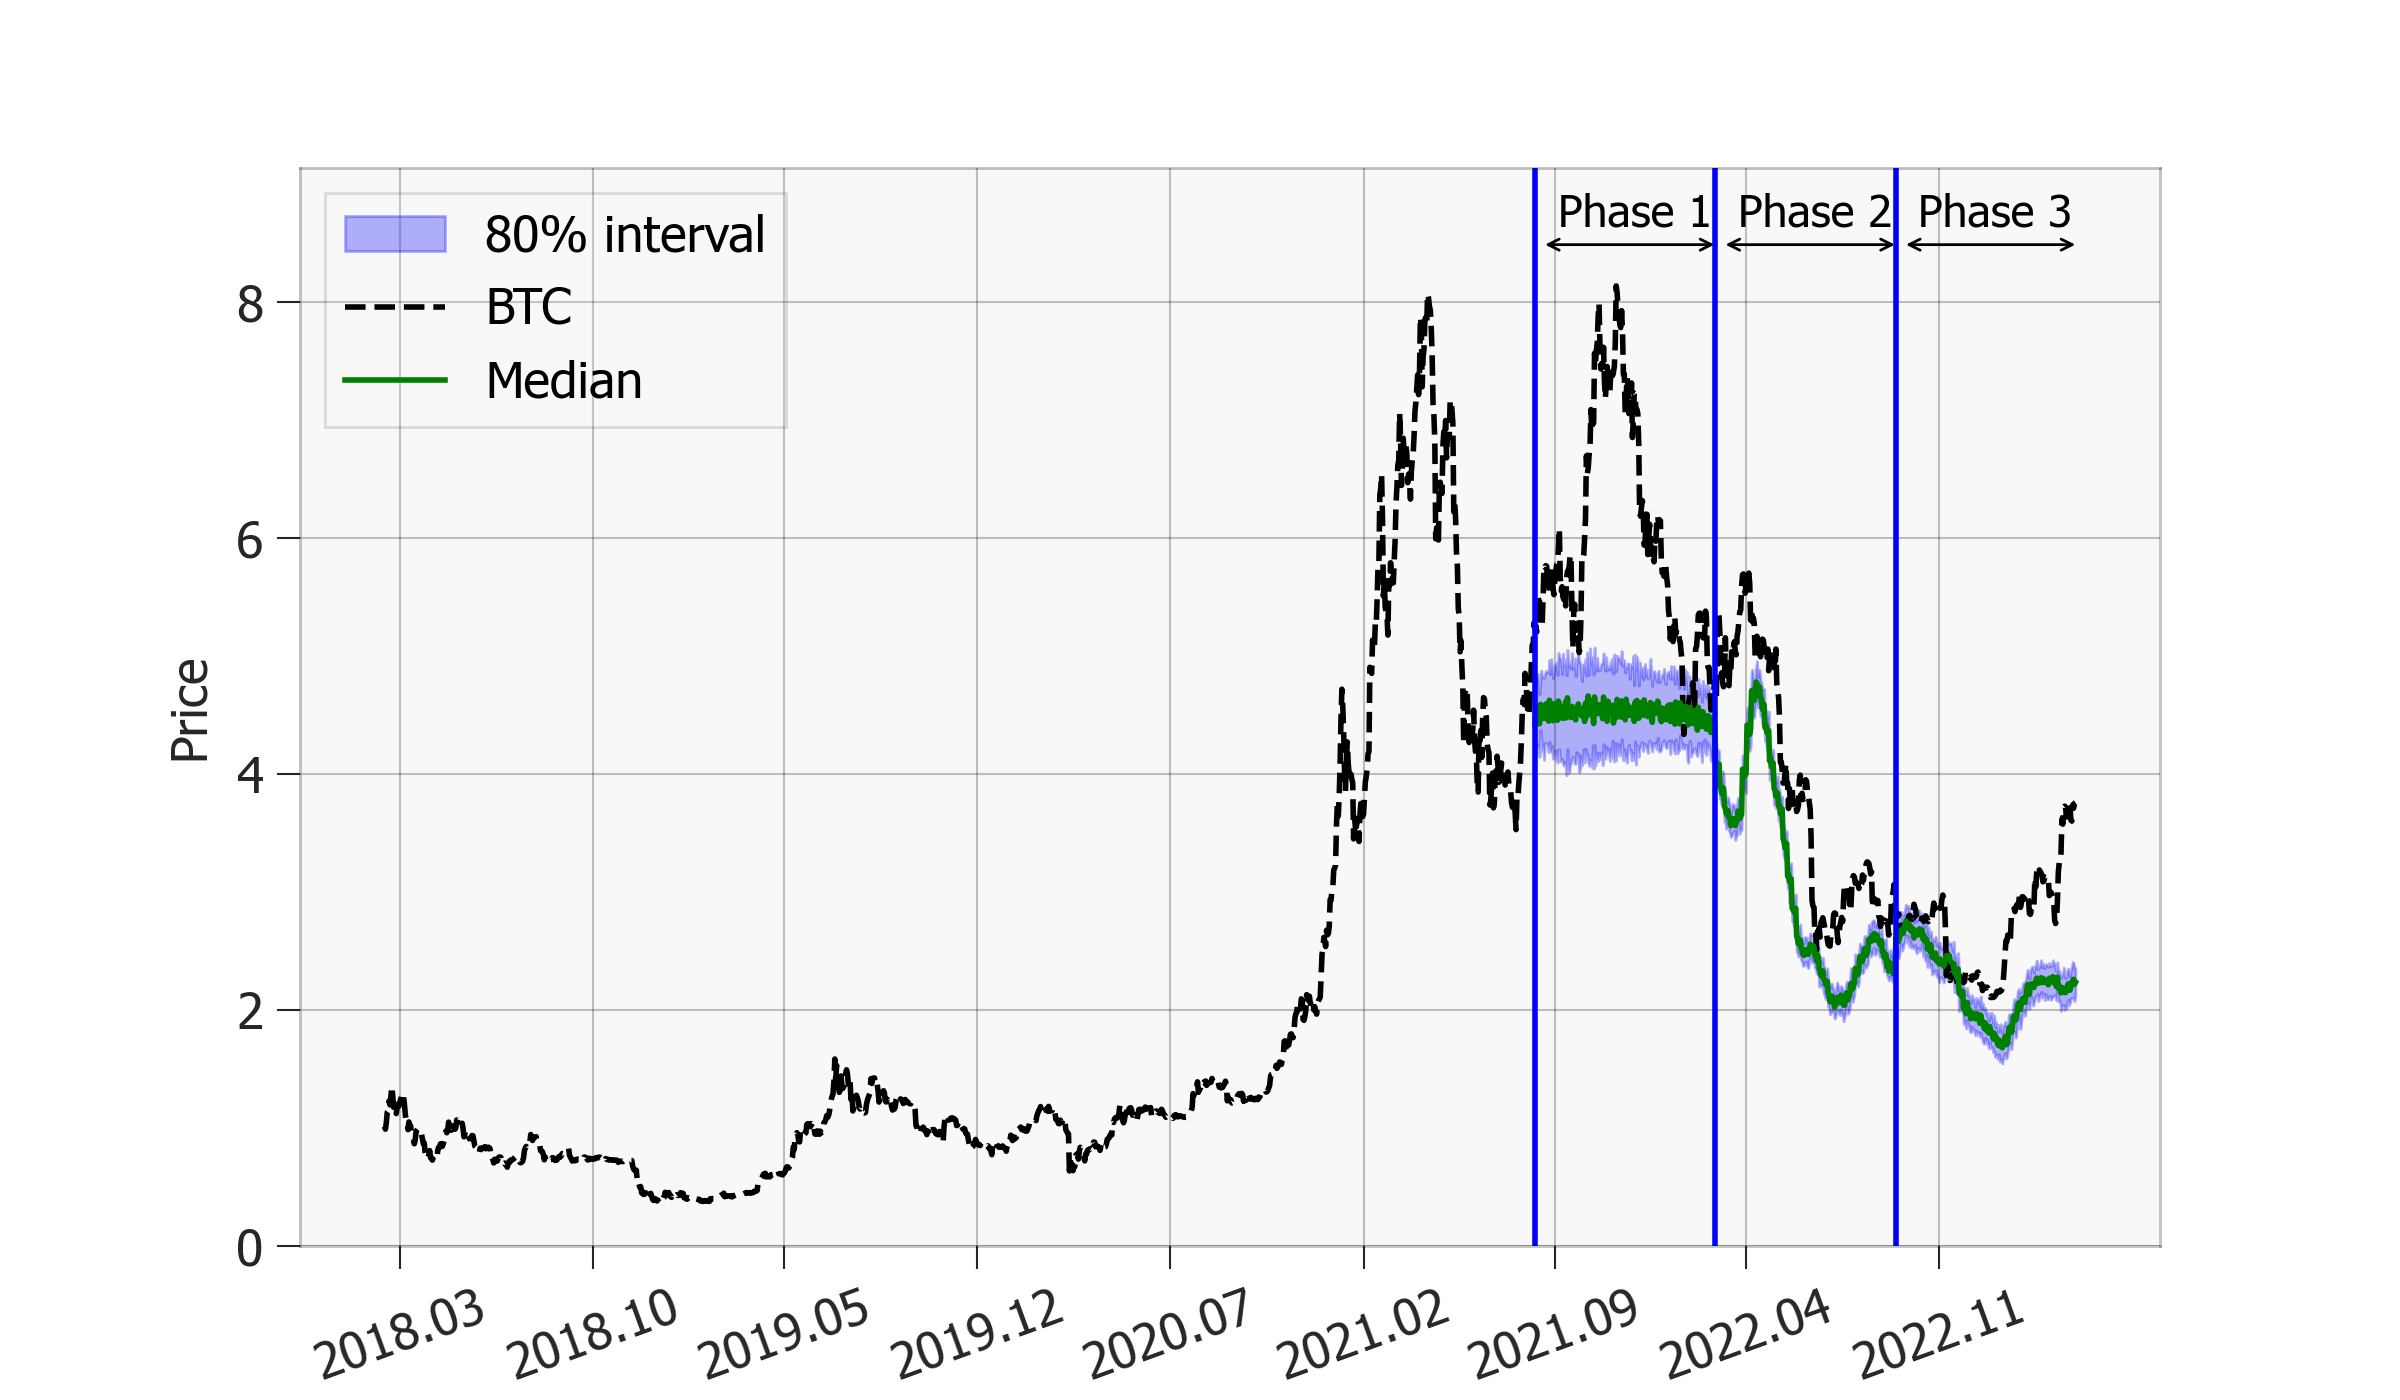 80% interval
BTC
Median
Phase 1
Phase 2
Phase 3
8
6
4
2
0
Price
2018.03
2018.10
2019.05
2019.12
2020.07
2021.02
2021.09
2022.04
2022.11